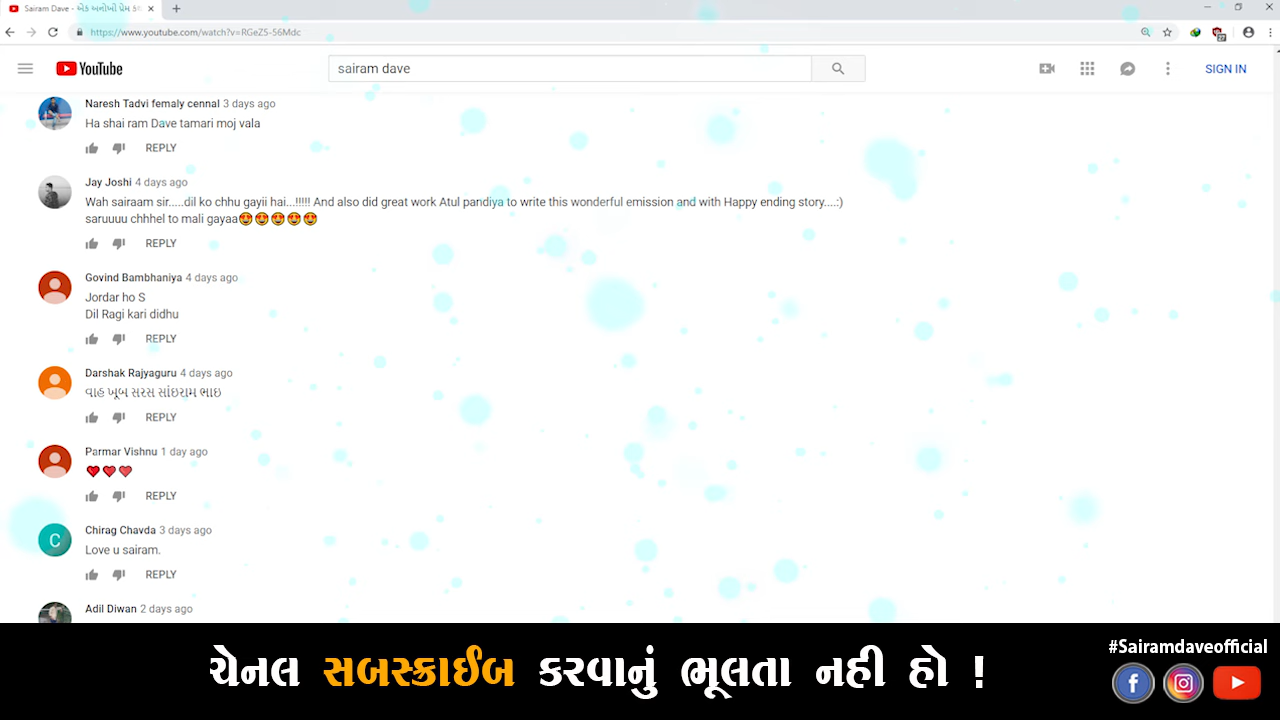 Sairam Dave - એક અનોખી પ્રેમ કથ
https://www.youtube.com/watch?v=RGeZ5-56Mdc
YouTube
sairam dave
SIGN IN
Naresh Tadvi femaly cennal 3 days ago
Ha shai ram Dave tamari moj vala
REPLY
Jay Joshi 4 days ago
Wah sairaam sir.....dil ko chhu gayii hai...!!!!! And also did great work Atul pandiya to write this wonderful emission and with Happy ending story....:)
saruuuu chhhel to mali gayaa😍😍😍😍😍
REPLY
Govind Bambhaniya 4 days ago
Jordar ho S
Dil Ragi kari didhu
REPLY
Darshak Rajyaguru 4 days ago
વાહ ખૂબ સરસ સાંઇરામ ભાઇ
REPLY
Parmar Vishnu 1 day ago
❤❤❤
REPLY
Chirag Chavda 3 days ago
C
Love u sairam.
REPLY
Adil Diwan 2 days ago
ચેનલ સબસ્ક્રાઈબ કરવાનું ભૂલતા નહી હો !
#Sairamdaveofficial